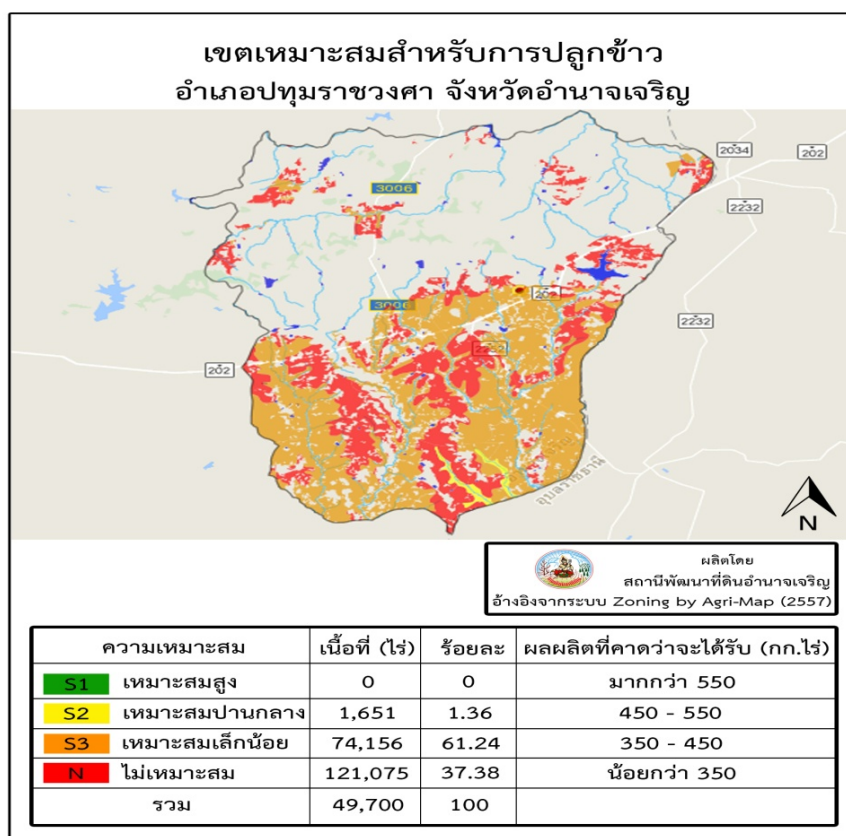 เขตเหมาะสมสำหรับการปลูกข้าว
อำเภอปทุมราชวงศา จังหวัดอำนาจเจริญ
2034
202
3006
2232
202
3006
2232
2232
202
อุบลราชธานี
N
ผลิตโดย
สถานีพัฒนาที่ดินอำนาจเจริญ
อ้างอิงจากระบบ Zoning by Agri-Map (2557)
ความเหมาะสม เนื้อที่ (ไร่) ร้อยละ ผลผลิตที่คาดว่าจะได้รับ (กก.ไร่)
S1 เหมาะสมสูง 0 0 มากกว่า 550
S2 เหมาะสมปานกลาง 1,651 1.36 450 - 550
S3 เหมาะสมเล็กน้อย 74,156 61.24 350 - 450
N ไม่เหมาะสม 121,075 37.38 น้อยกว่า 350
รวม 49,700 100